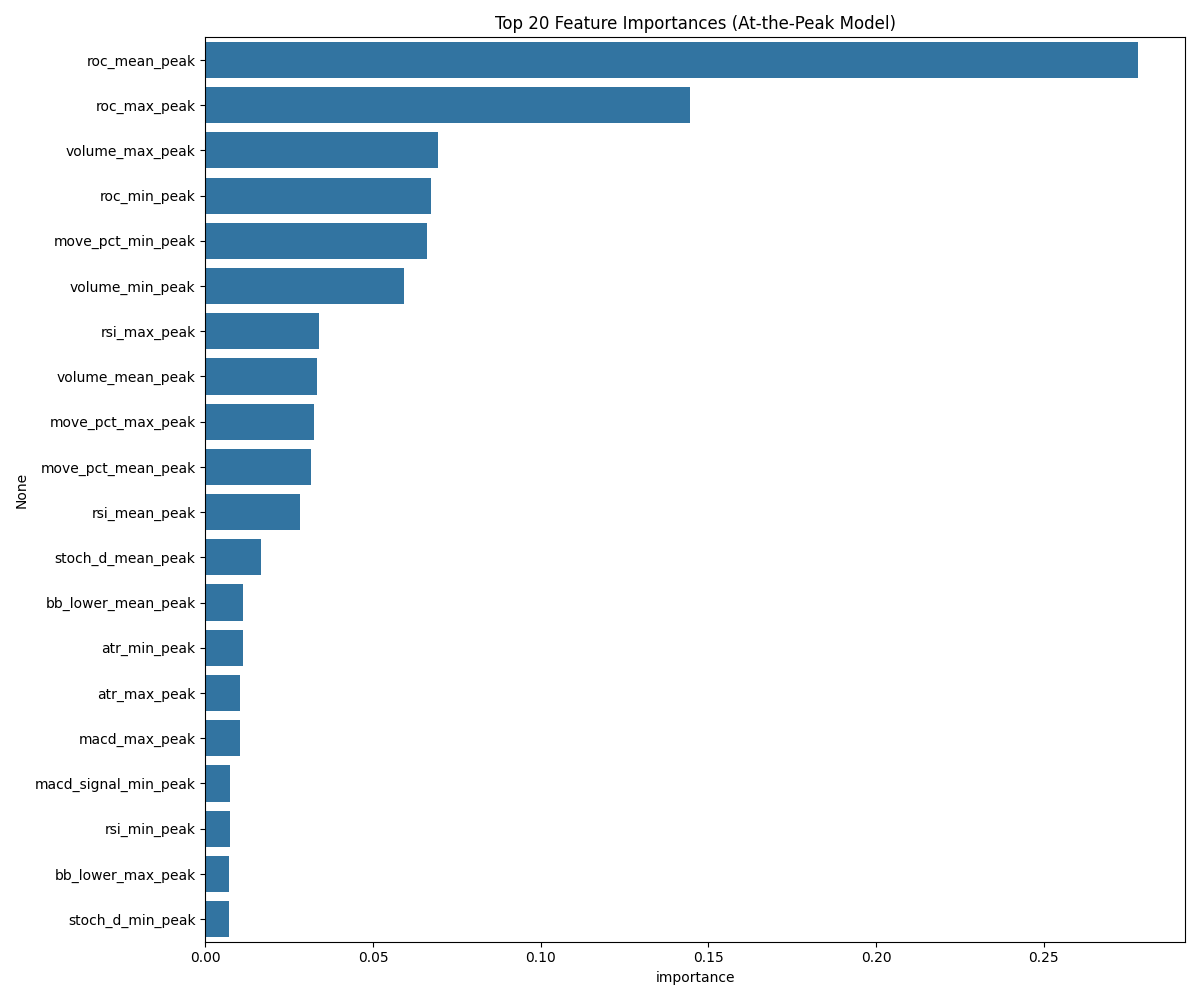 Top 20 Feature Importances (At-the-Peak Model)
roc_mean_peak
roc_max_peak
volume_max_peak
roc_min_peak
move_pct_min_peak
volume_min_peak
rsi_max_peak
volume_mean_peak
move_pct_max_peak
move_pct_mean_peak
rsi_mean_peak
stoch_d_mean_peak
bb_lower_mean_peak
atr_min_peak
atr_max_peak
macd_max_peak
macd_signal_min_peak
rsi_min_peak
bb_lower_max_peak
stoch_d_min_peak
None
0.00 0.05 0.10 0.15 0.20 0.25
importance